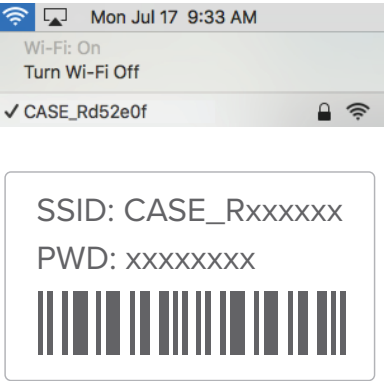 Mon Jul 17 9:33 AM
Wi-Fi: On
Turn Wi-Fi Off
✓ CASE_Rd52e0f
SSID: CASE_Rxxxxxx
PWD: xxxxxxxx